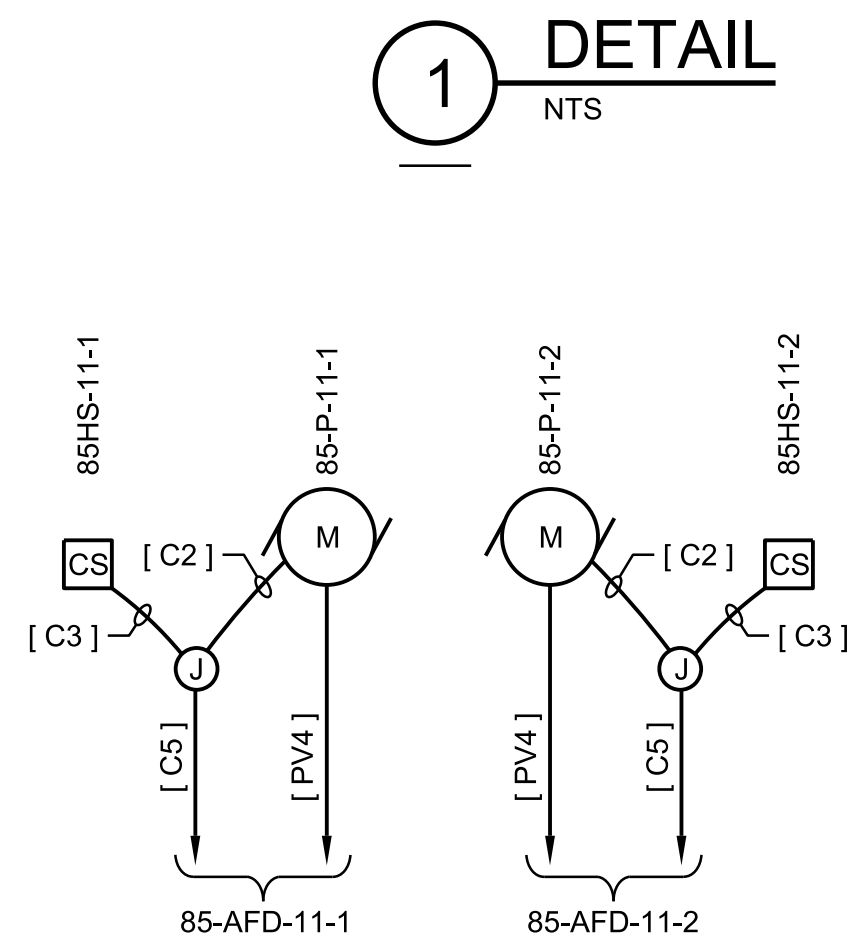 1
DETAIL
NTS
85HS-11-1
85-P-11-1
85-P-11-2
85HS-11-2
CS
[ C2 ]
M
M
[ C2 ]
CS
[ C3 ]
[ C3 ]
J
J
[ C5 ]
[ PV4 ]
[ PV4 ]
[ C5 ]
85-AFD-11-1
85-AFD-11-2